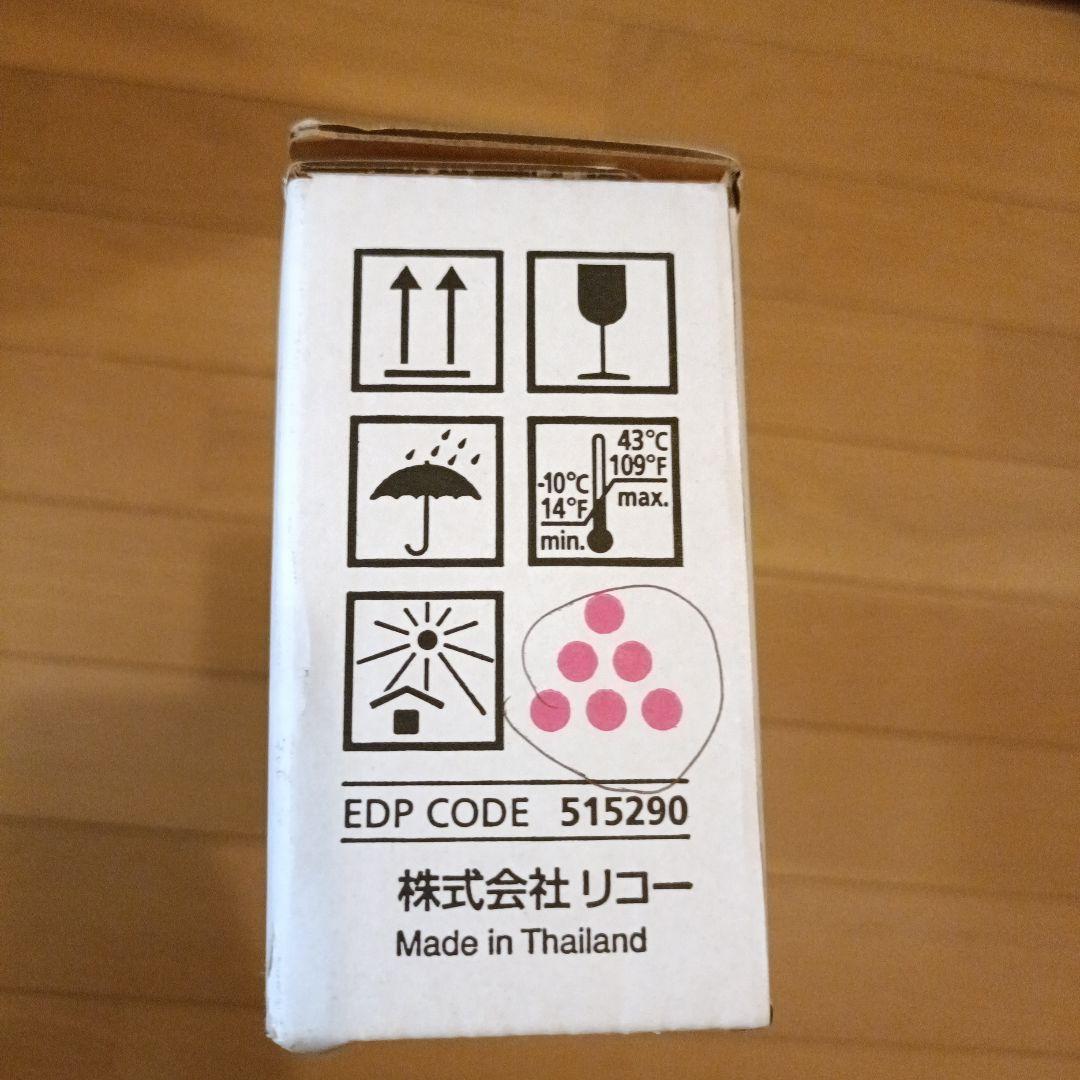 43°C
109°F
max.
-10°C
14°F
min.
EDP CODE 515290
株式会社リコー
Made in Thailand